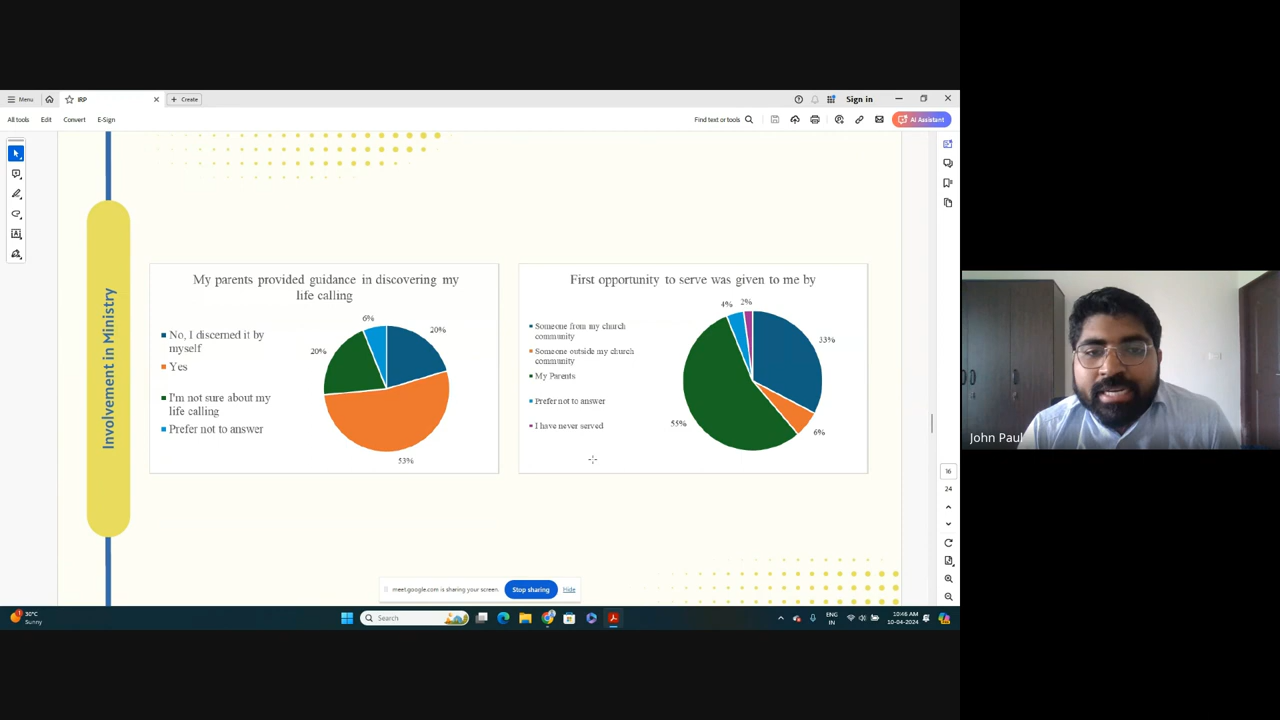 Menu
IRP
Create
Sign in
All tools
Edit
Convert
E-Sign
Find text or tools
AI Assistant
Involvement in Ministry
My parents provided guidance in discovering my
life calling
No, I discerned it by
myself
Yes
I'm not sure about my
life calling
Prefer not to answer
6%
20%
20%
53%
First opportunity to serve was given to me by
Someone from my church
community
Someone outside my church
community
My Parents
Prefer not to answer
I have never served
4%
2%
33%
55%
6%
16
24
John Paul
meet.google.com is sharing your screen.
Stop sharing
Hide
30°C
Sunny
Search
ENG
IN
10:46 AM
10-04-2024